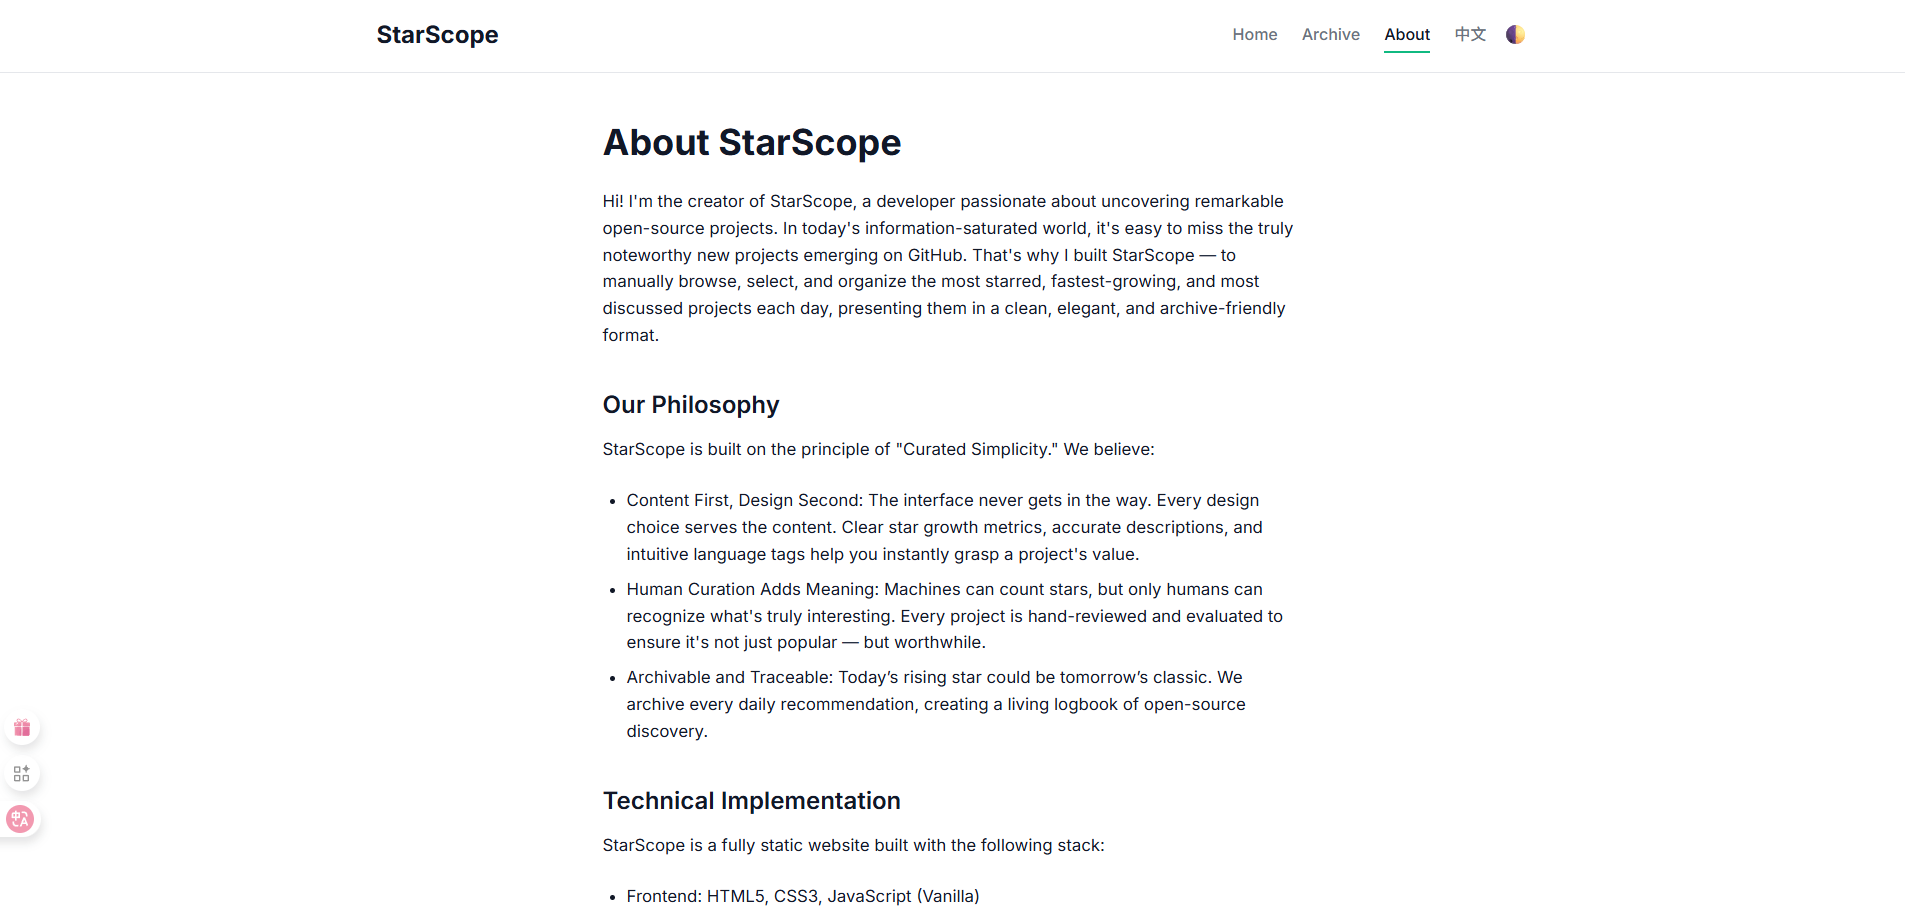 StarScope
Home
Archive
About
中文
About StarScope
Hi! I'm the creator of StarScope, a developer passionate about uncovering remarkable
open-source projects. In today's information-saturated world, it's easy to miss the truly
noteworthy new projects emerging on GitHub. That's why I built StarScope — to
manually browse, select, and organize the most starred, fastest-growing, and most
discussed projects each day, presenting them in a clean, elegant, and archive-friendly
format.
Our Philosophy
StarScope is built on the principle of "Curated Simplicity." We believe:
• Content First, Design Second: The interface never gets in the way. Every design
choice serves the content. Clear star growth metrics, accurate descriptions, and
intuitive language tags help you instantly grasp a project's value.
• Human Curation Adds Meaning: Machines can count stars, but only humans can
recognize what's truly interesting. Every project is hand-reviewed and evaluated to
ensure it's not just popular — but worthwhile.
• Archivable and Traceable: Today’s rising star could be tomorrow’s classic. We
archive every daily recommendation, creating a living logbook of open-source
discovery.
Technical Implementation
StarScope is a fully static website built with the following stack:
• Frontend: HTML5, CSS3, JavaScript (Vanilla)